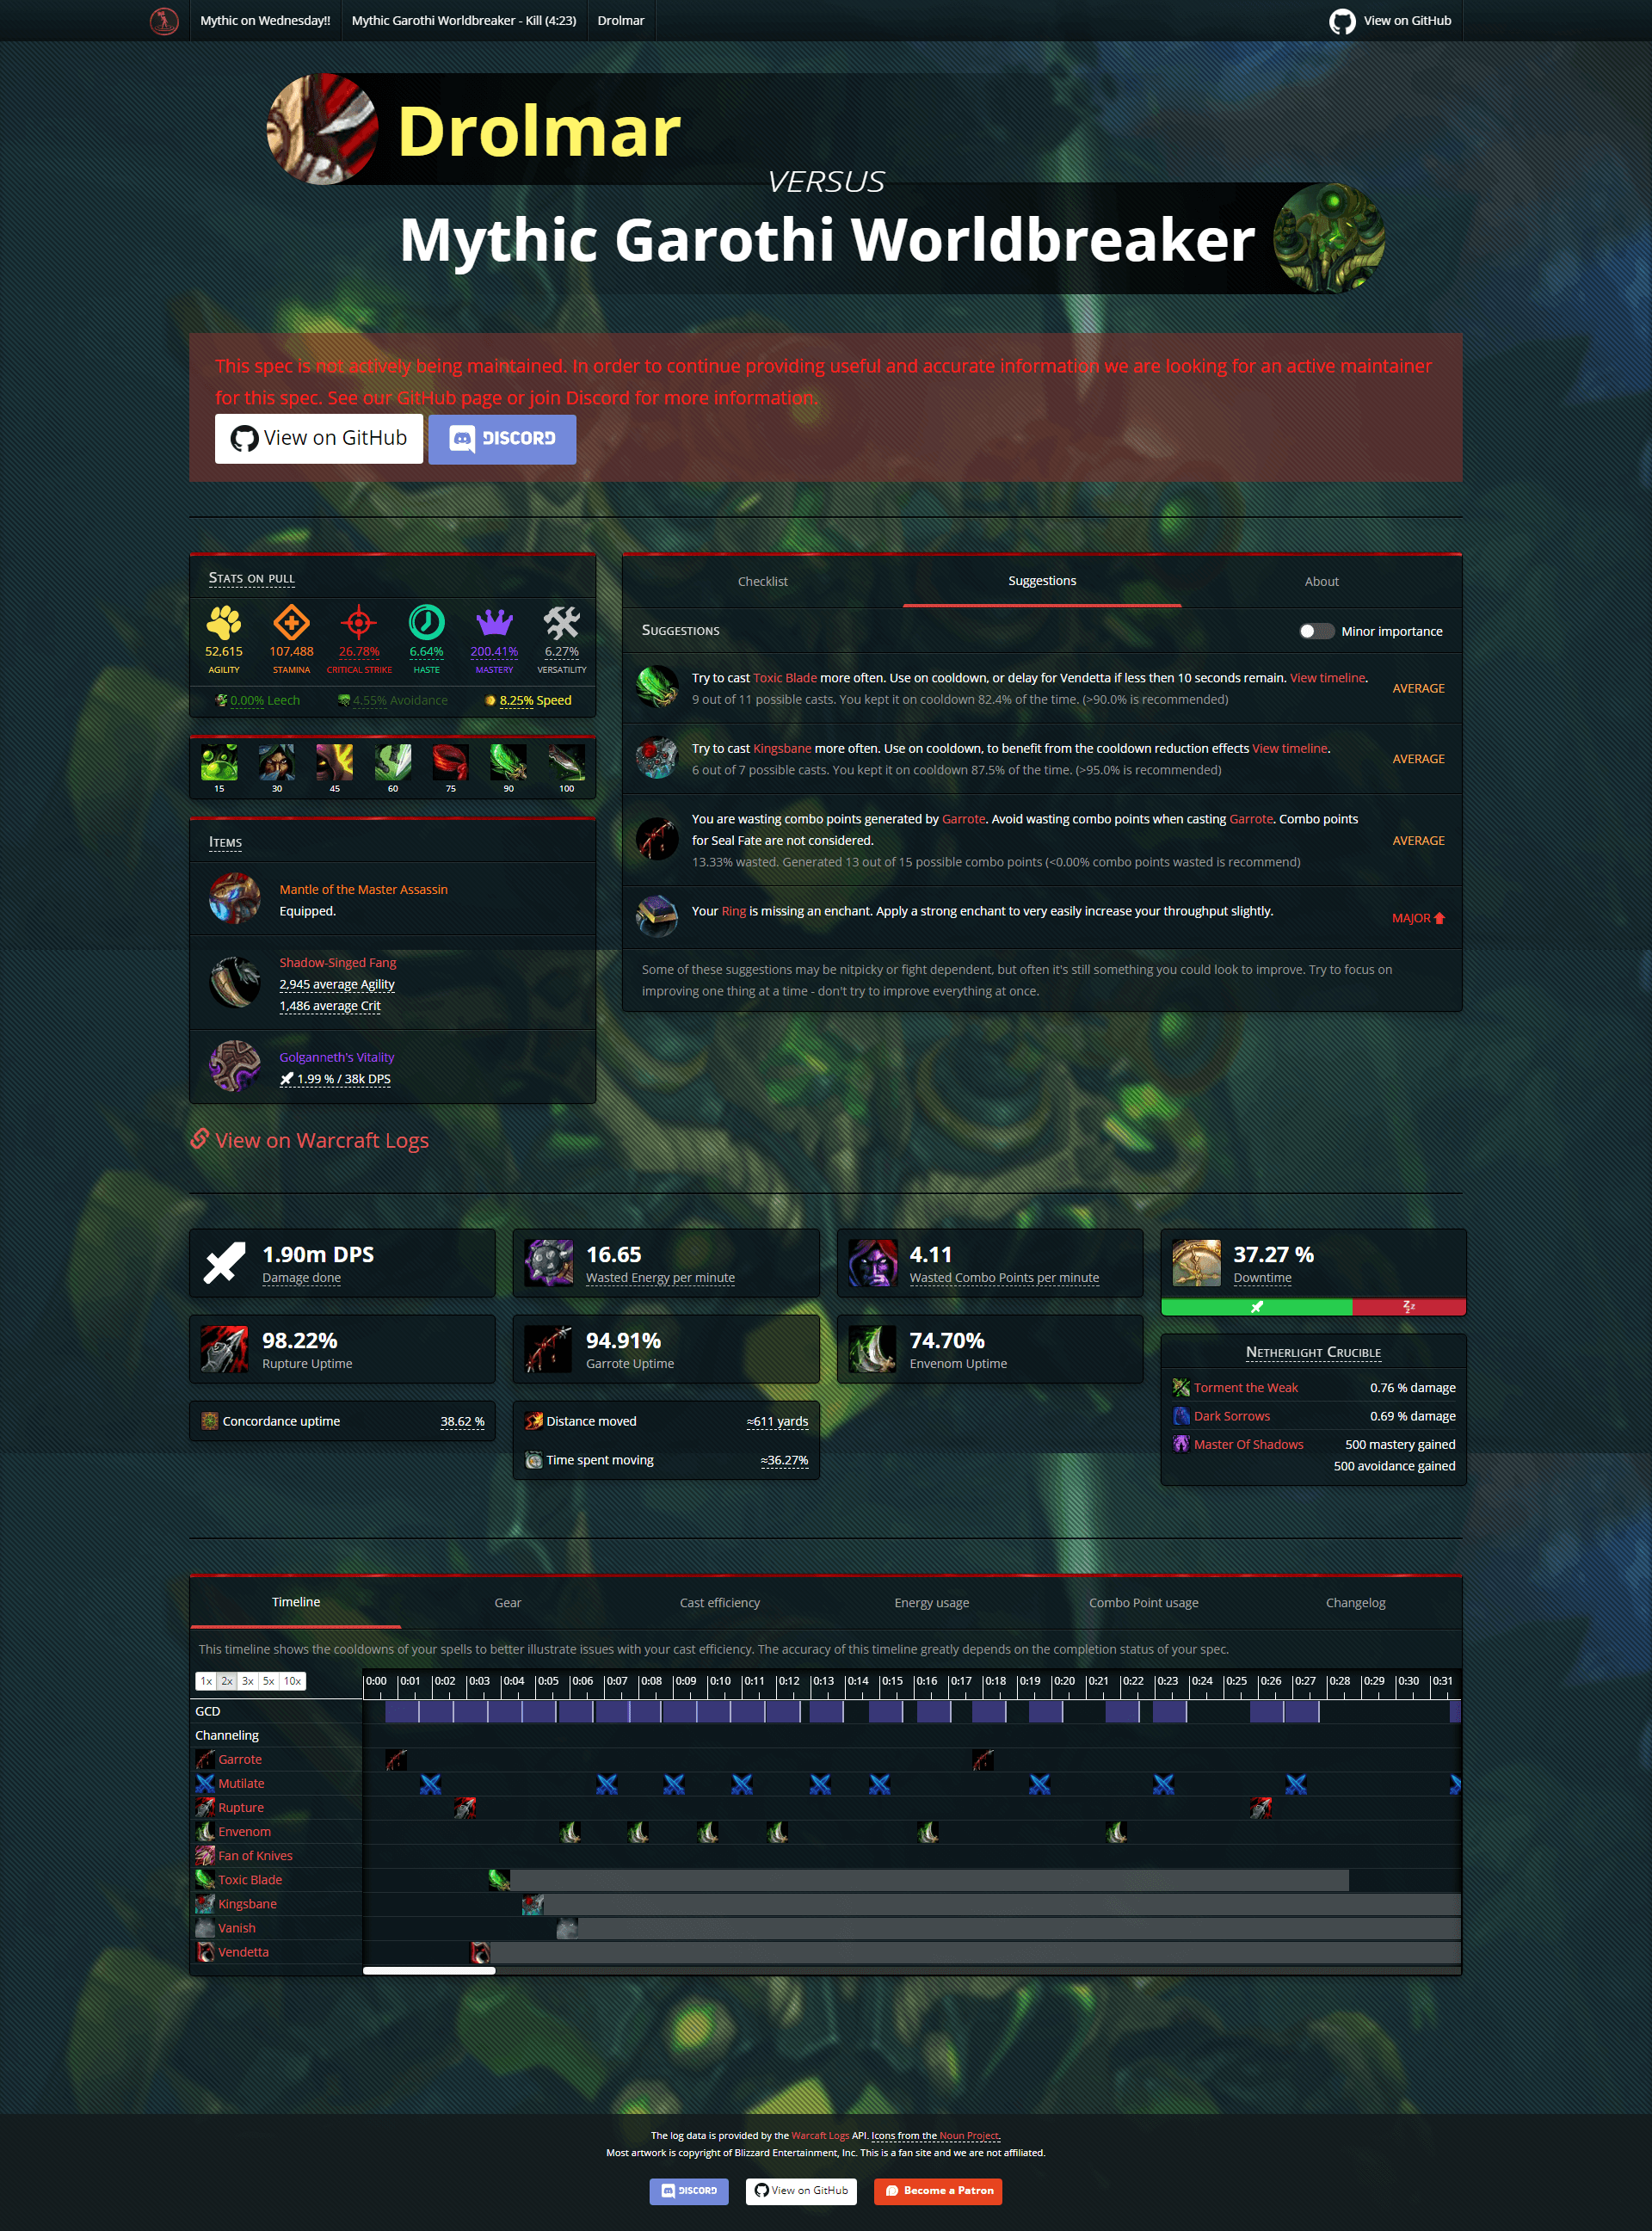 Mythic on Wednesday!! Mythic Garothi Worldbreaker - Kill (4:23) Drolmar View on GitHub
Drolmar
VERSUS
Mythic Garothi Worldbreaker
This spec is not actively being maintained. In order to continue providing useful and accurate information we are looking for an active maintainer
for this spec. See our GitHub page or join Discord for more information.
View on GitHub DISCORD
Stats on pull
52,615 107,488 26.78% 6.64% 200.41% 6.27%
AGILITY STAMINA CRITICAL STRIKE HASTE MASTERY VERSATILITY
0.00% Leech 4.55% Avoidance 8.25% Speed
15 30 45 60 75 90 100
Items
Mantle of the Master Assassin
Equipped.
Shadow-Singed Fang
2,945 average Agility
1,486 average Crit
Golganneth's Vitality
1.99 % / 38k DPS
View on Warcraft Logs
Checklist Suggestions About
Suggestions Minor importance
Try to cast Toxic Blade more often. Use on cooldown, or delay for Vendetta if less then 10 seconds remain. View timeline.
9 out of 11 possible casts. You kept it on cooldown 82.4% of the time. (>90.0% is recommended)
AVERAGE
Try to cast Kingsbane more often. Use on cooldown, to benefit from the cooldown reduction effects View timeline.
6 out of 7 possible casts. You kept it on cooldown 87.5% of the time. (>95.0% is recommended)
AVERAGE
You are wasting combo points generated by Garrote. Avoid wasting combo points when casting Garrote. Combo points
for Seal Fate are not considered.
13.33% wasted. Generated 13 out of 15 possible combo points (<0.00% combo points wasted is recommend)
AVERAGE
Your Ring is missing an enchant. Apply a strong enchant to very easily increase your throughput slightly.
MAJOR
Some of these suggestions may be nitpicky or fight dependent, but often it's still something you could look to improve. Try to focus on
improving one thing at a time - don't try to improve everything at once.
1.90m DPS
Damage done
16.65
Wasted Energy per minute
4.11
Wasted Combo Points per minute
37.27 %
Downtime
98.22%
Rupture Uptime
94.91%
Garrote Uptime
74.70%
Envenom Uptime
Concordance uptime 38.62 %
Distance moved ≈611 yards
Time spent moving ≈36.27%
Netherlight Crucible
Torment the Weak 0.76 % damage
Dark Sorrows 0.69 % damage
Master Of Shadows 500 mastery gained
500 avoidance gained
Timeline Gear Cast efficiency Energy usage Combo Point usage Changelog
This timeline shows the cooldowns of your spells to better illustrate issues with your cast efficiency. The accuracy of this timeline greatly depends on the completion status of your spec.
1x 2x 3x 5x 10x
0:00 0:01 0:02 0:03 0:04 0:05 0:06 0:07 0:08 0:09 0:10 0:11 0:12 0:13 0:14 0:15 0:16 0:17 0:18 0:19 0:20 0:21 0:22 0:23 0:24 0:25 0:26 0:27 0:28 0:29 0:30 0:31
GCD
Channeling
Garrote
Mutilate
Rupture
Envenom
Fan of Knives
Toxic Blade
Kingsbane
Vanish
Vendetta
The log data is provided by the Warcaft Logs API. Icons from the Noun Project.
Most artwork is copyright of Blizzard Entertainment, Inc. This is a fan site and we are not affiliated.
DISCORD View on GitHub Become a Patron